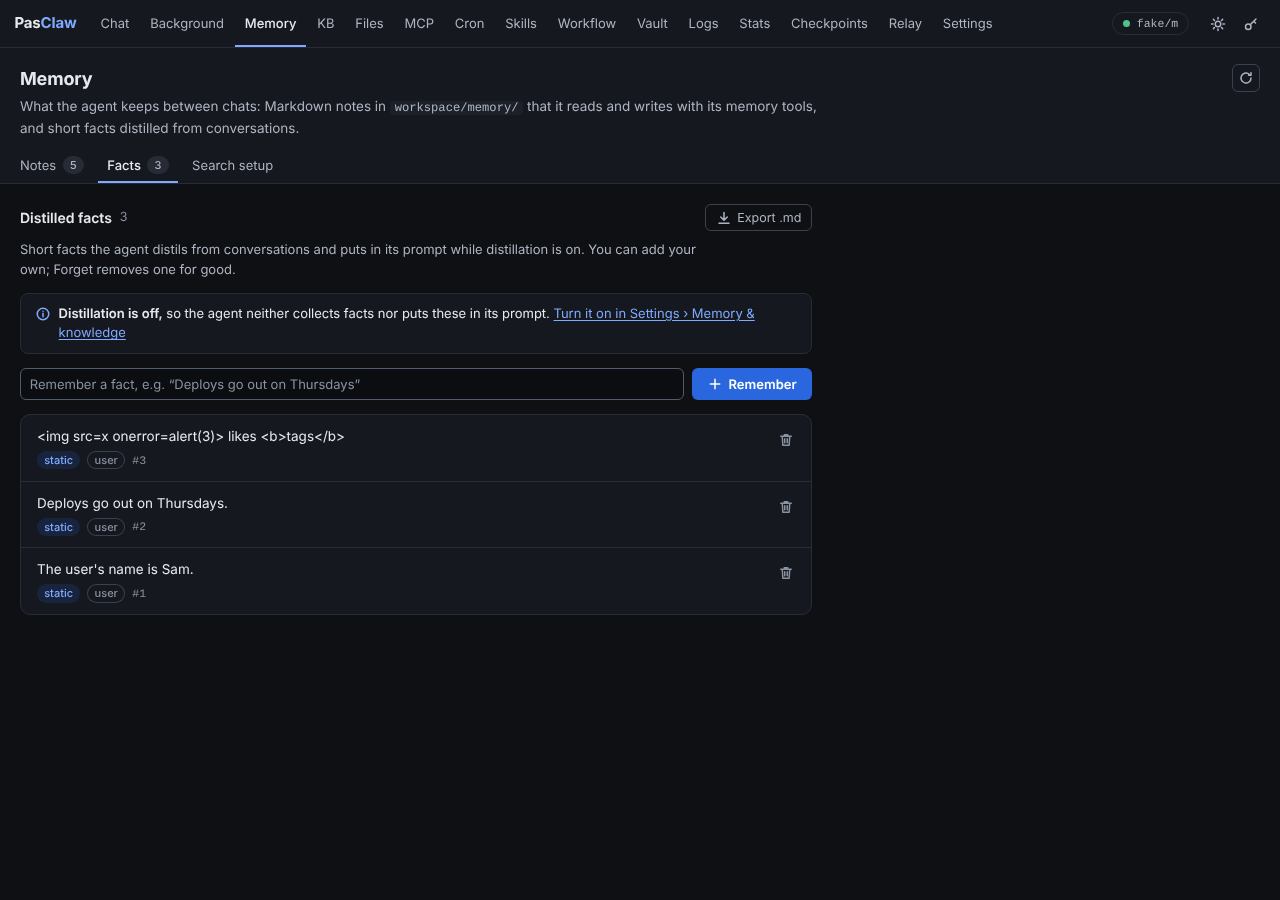 PasClaw Chat Background Memory KB Files MCP Cron Skills Workflow Vault Logs Stats Checkpoints Relay Settings fake/m
Memory
What the agent keeps between chats: Markdown notes in workspace/memory/ that it reads and writes with its memory tools,
and short facts distilled from conversations.
Notes 5 Facts 3 Search setup
Distilled facts 3 Export .md
Short facts the agent distils from conversations and puts in its prompt while distillation is on. You can add your
own; Forget removes one for good.
Distillation is off, so the agent neither collects facts nor puts these in its prompt. Turn it on in Settings › Memory &
knowledge
Remember a fact, e.g. “Deploys go out on Thursdays” Remember
<img src=x onerror=alert(3)> likes <b>tags</b>
static user #3
Deploys go out on Thursdays.
static user #2
The user's name is Sam.
static user #1